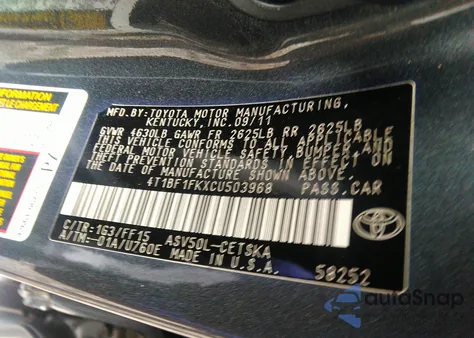 INFORMATION
MFD.BY:TOYOTA MOTOR MANUFACTURING,
KENTUCKY,INC.09/11
GVWR 4630LB GAWR FR 2625LB RR 2625LB
THIS VEHICLE CONFORMS TO ALL APPLICABLE
FEDERAL MOTOR VEHICLE SAFETY BUMPER AND
THEFT PREVENTION STANDARDS IN EFFECT ON
THE DATE OF MANUFACTURE SHOWN ABOVE.
4T1BF1FKXCU503968 PASS.CAR
C/TR:1G3/FF15 ASV50L-CETSKA
A/TM:-01A/U760E MADE IN U.S.A.
58252
autoSnap